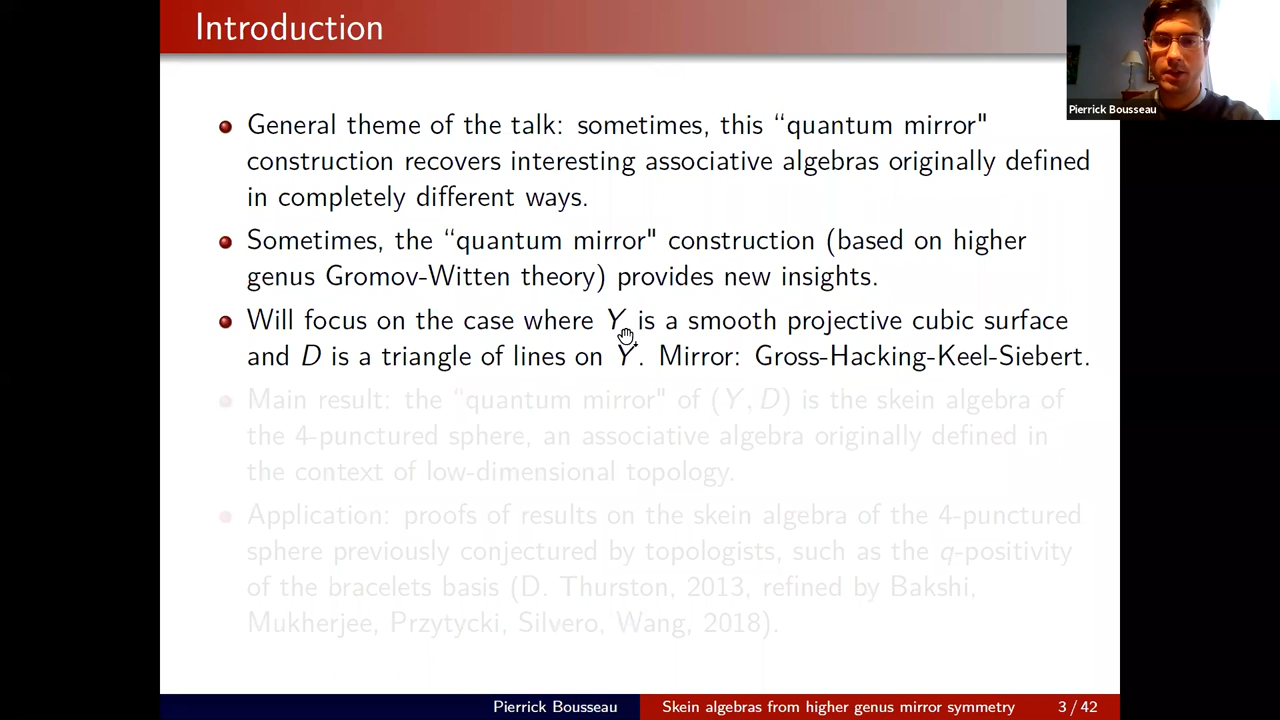 Introduction
Pierrick Bousseau
General theme of the talk: sometimes, this “quantum mirror"
construction recovers interesting associative algebras originally defined
in completely different ways.
Sometimes, the “quantum mirror" construction (based on higher
genus Gromov-Witten theory) provides new insights.
Will focus on the case where Y is a smooth projective cubic surface
and D is a triangle of lines on Y. Mirror: Gross-Hacking-Keel-Siebert.
Main result: the “quantum mirror" of (Y, D) is the skein algebra of
the 4-punctured sphere, an associative algebra originally defined in
the context of low-dimensional topology.
Application: proofs of results on the skein algebra of the 4-punctured
sphere previously conjectured by topologists, such as the q-positivity
of the bracelets basis (D. Thurston, 2013, refined by Bakshi,
Mukherjee, Przytycki, Silvero, Wang, 2018).
Pierrick Bousseau
Skein algebras from higher genus mirror symmetry
3 / 42